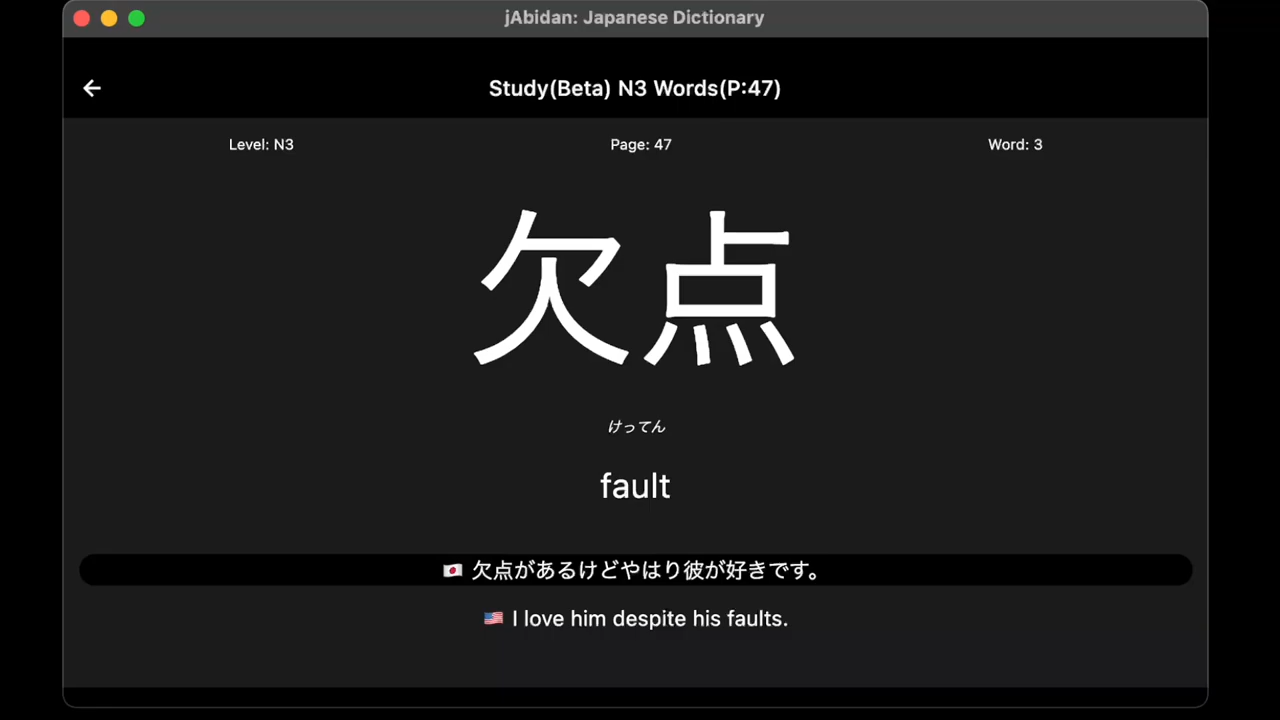 jAbidan: Japanese Dictionary
Study(Beta) N3 Words(P:47)
Level: N3
Page: 47
Word: 3
欠点
けってん
fault
🇯🇵 欠点があるけどやはり彼が好きです。
🇺🇸 I love him despite his faults.